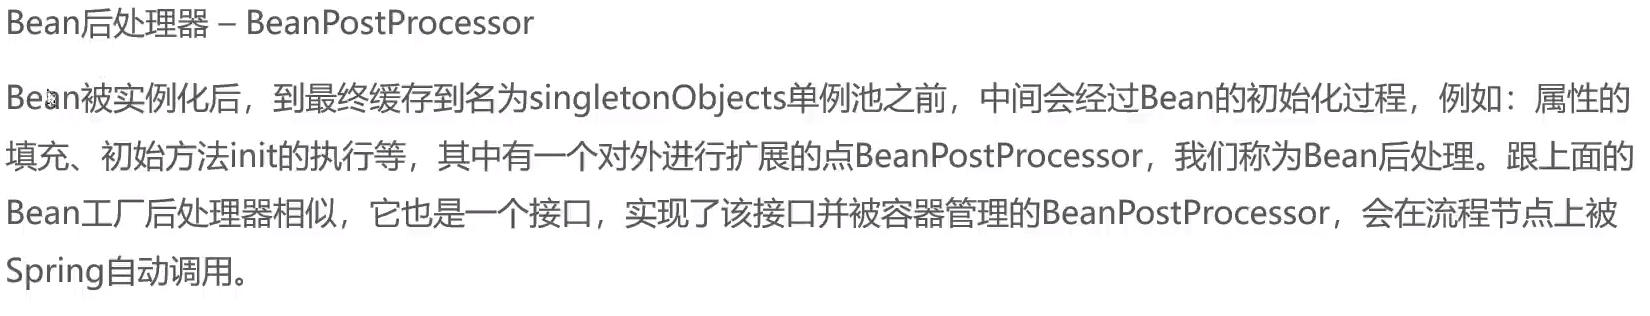 Bean后处理器 – BeanPostProcessor
Bean被实例化后，到最终缓存到名为singletonObjects单例池之前，中间会经过Bean的初始化过程，例如：属性的
填充、初始方法init的执行等，其中有一个对外进行扩展的点BeanPostProcessor，我们称为Bean后处理。跟上面的
Bean工厂后处理器相似，它也是一个接口，实现了该接口并被容器管理的BeanPostProcessor，会在流程节点上被
Spring自动调用。